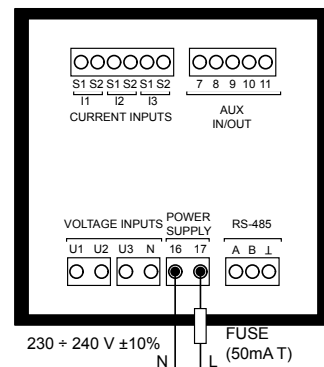 S1 S2 S1 S2 S1 S2
I1 I2 I3
CURRENT INPUTS
7 8 9 10 11
AUX
IN/OUT
VOLTAGE INPUTS
U1 U2 U3 N
POWER
SUPPLY
16 17
RS-485
A B ⊥
230 ÷ 240 V ±10%
N L
FUSE
(50mA T)